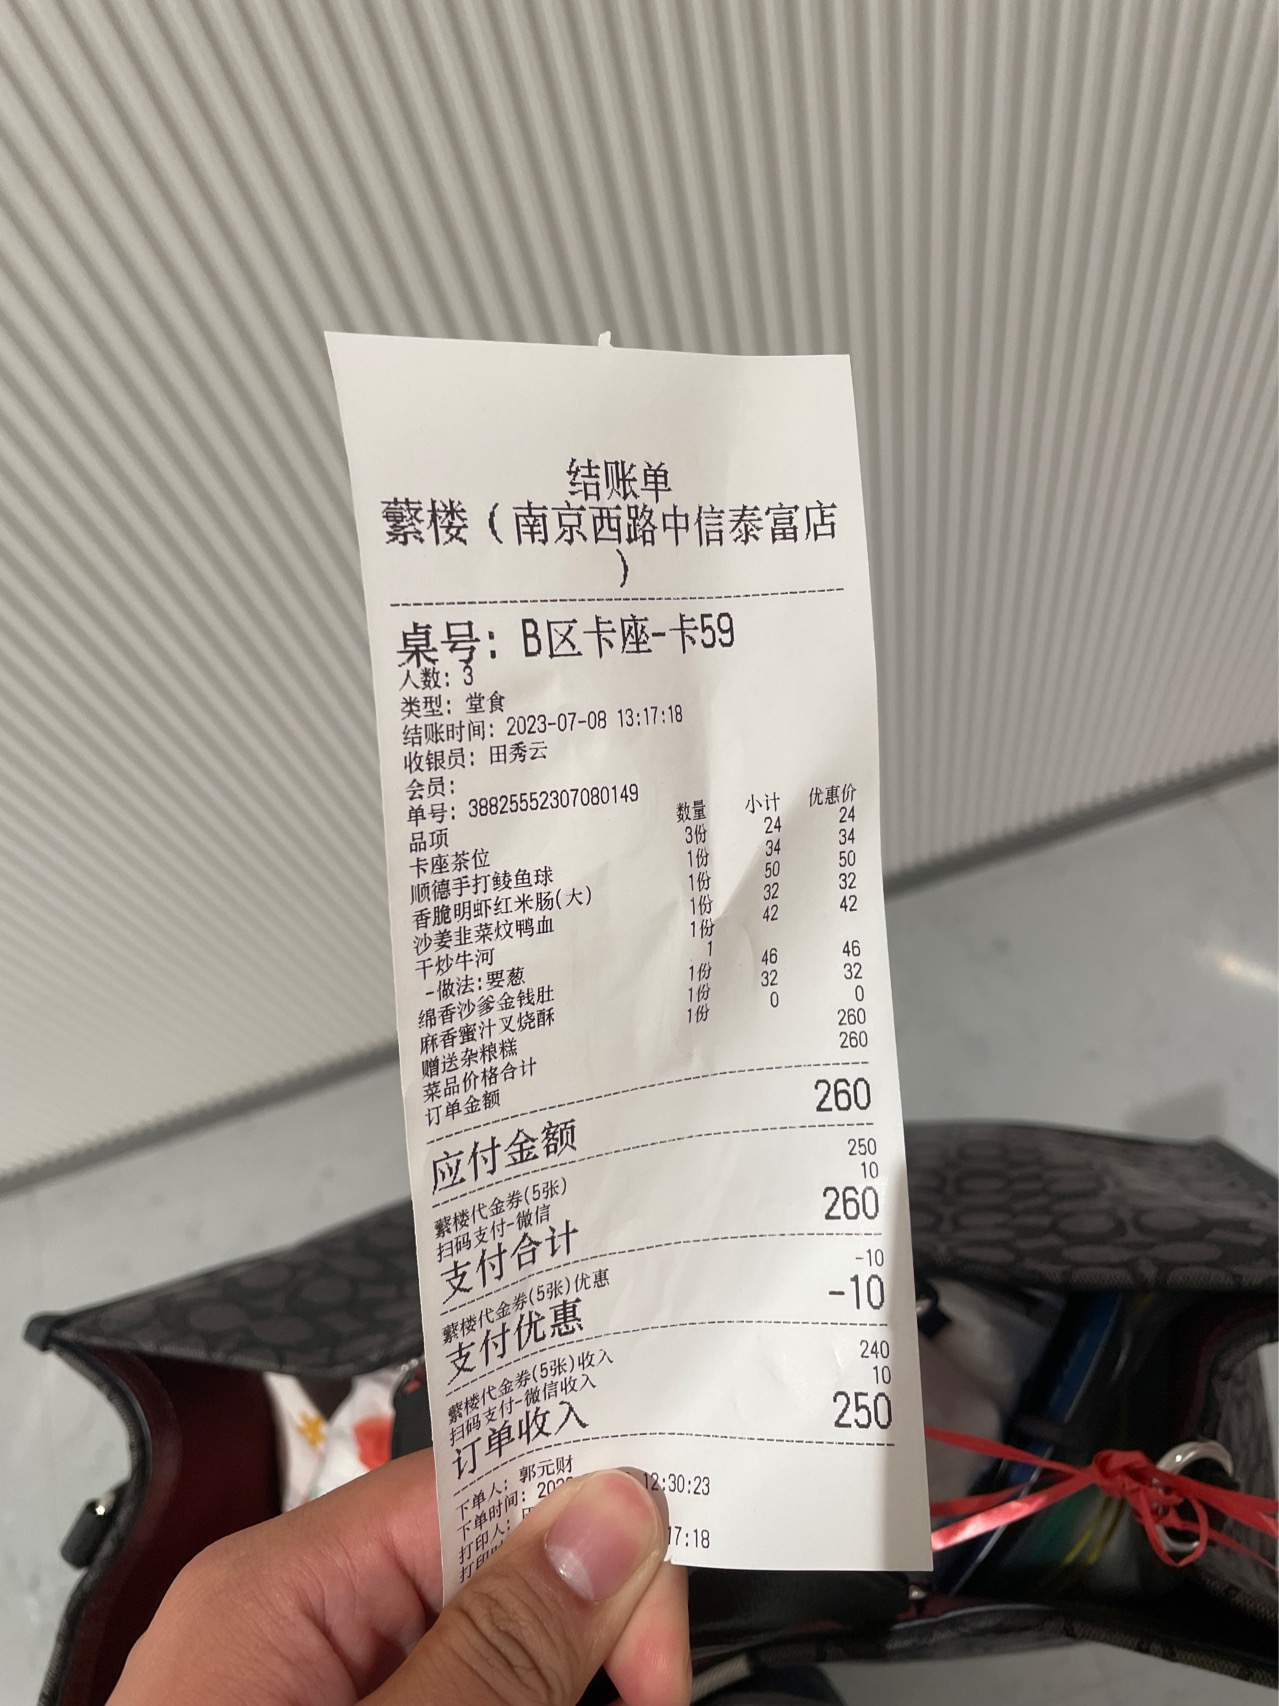 结账单
蘩楼(南京西路中信泰富店
)
桌号: B区卡座-卡59
人数: 3
类型: 堂食
结账时间: 2023-07-08 13:17:18
收银员: 田秀云
会员:
单号: 38825552307080149
品项 数量 小计 优惠价
卡座茶位 3份 24 24
顺德手打鲮鱼球 1份 34 34
香脆明虾红米肠(大) 1份 50 50
沙姜韭菜炆鸭血 1份 32 32
干炒牛河 1份 42 42
-做法:要葱 1
绵香沙爹金钱肚 1份 46 46
麻香蜜汁叉烧酥 1份 32 32
赠送杂粮糕 1份 0 0
菜品价格合计 260
订单金额 260
应付金额 260
蘩楼代金券(5张) 250
扫码支付-微信 10
支付合计 260
蘩楼代金券(5张)优惠 -10
支付优惠 -10
蘩楼代金券(5张)收入 240
扫码支付-微信收入 10
订单收入 250
下单人: 郭元财
下单时间: 202 12:30:23
打印人:
17:18